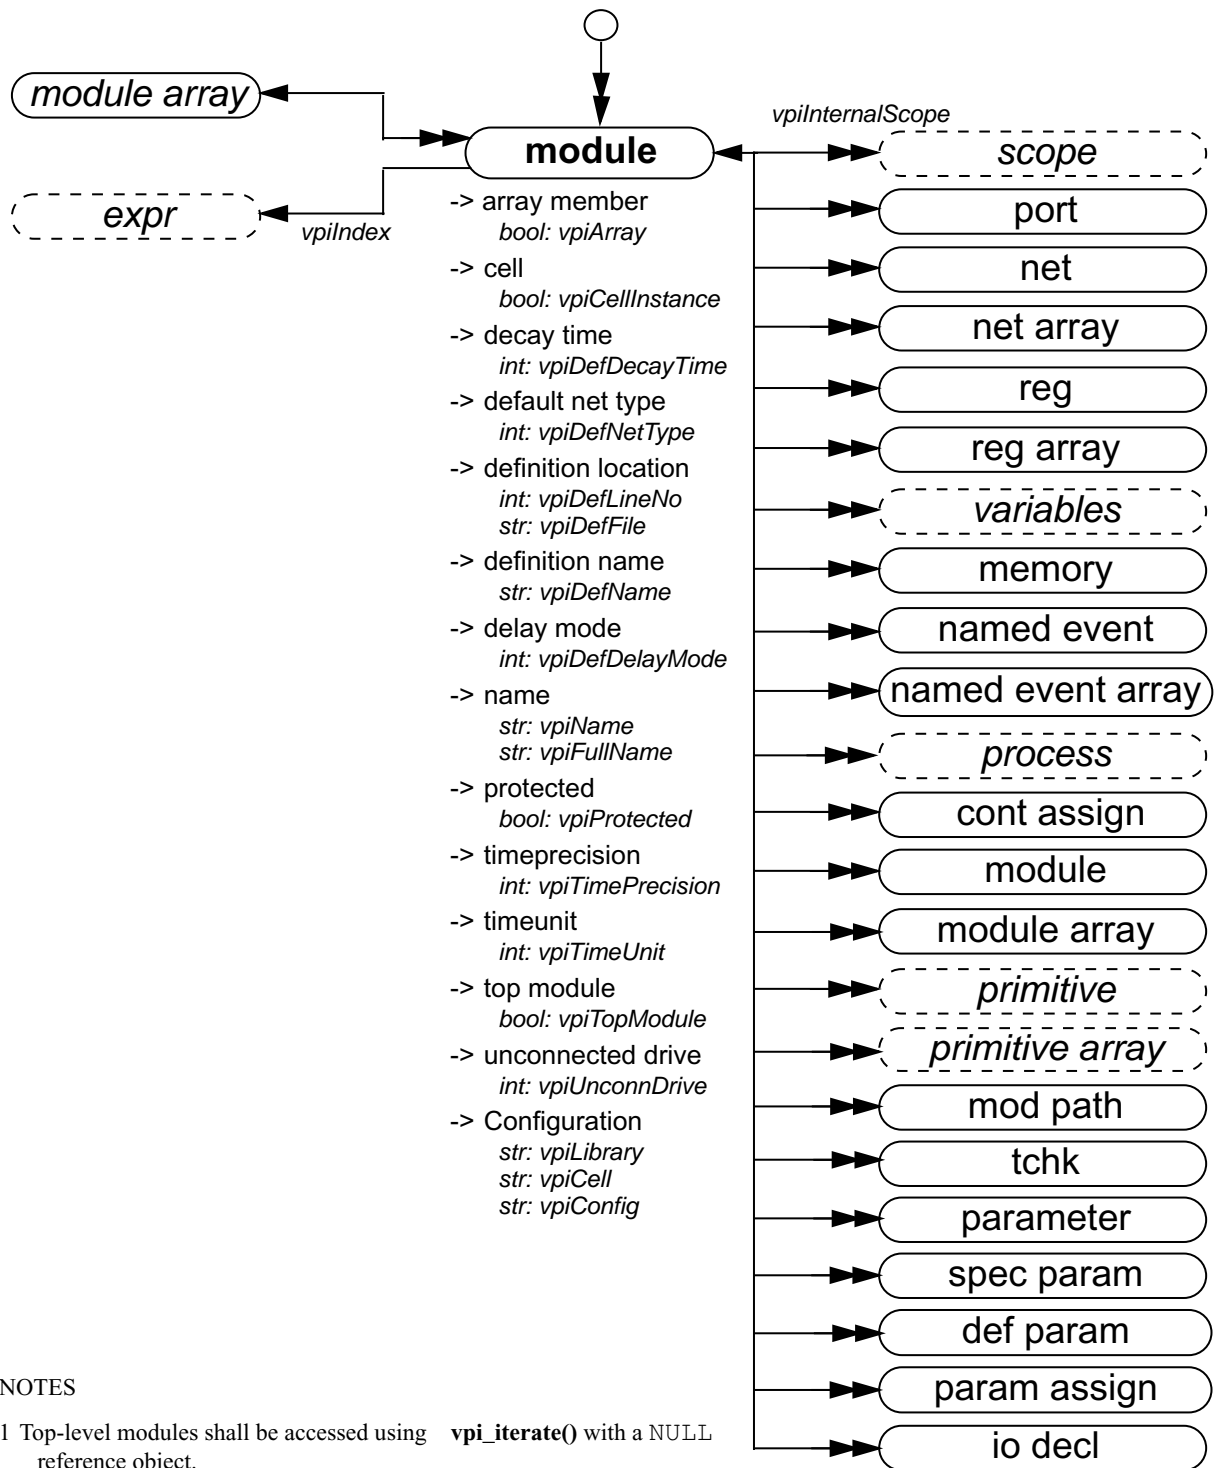 module array
vpiInternalScope
module
scope
expr
vpiIndex
-> array member
bool: vpiArray
-> cell
bool: vpiCellInstance
-> decay time
int: vpiDefDecayTime
-> default net type
int: vpiDefNetType
-> definition location
int: vpiDefLineNo
str: vpiDefFile
-> definition name
str: vpiDefName
-> delay mode
int: vpiDefDelayMode
-> name
str: vpiName
str: vpiFullName
-> protected
bool: vpiProtected
-> timeprecision
int: vpiTimePrecision
-> timeunit
int: vpiTimeUnit
-> top module
bool: vpiTopModule
-> unconnected drive
int: vpiUnconnDrive
-> Configuration
str: vpiLibrary
str: vpiCell
str: vpiConfig
port
net
net array
reg
reg array
variables
memory
named event
named event array
process
cont assign
module
module array
primitive
primitive array
mod path
tchk
parameter
spec param
def param
param assign
io decl
NOTES
1 Top-level modules shall be accessed using vpi_iterate() with a NULL
reference object.